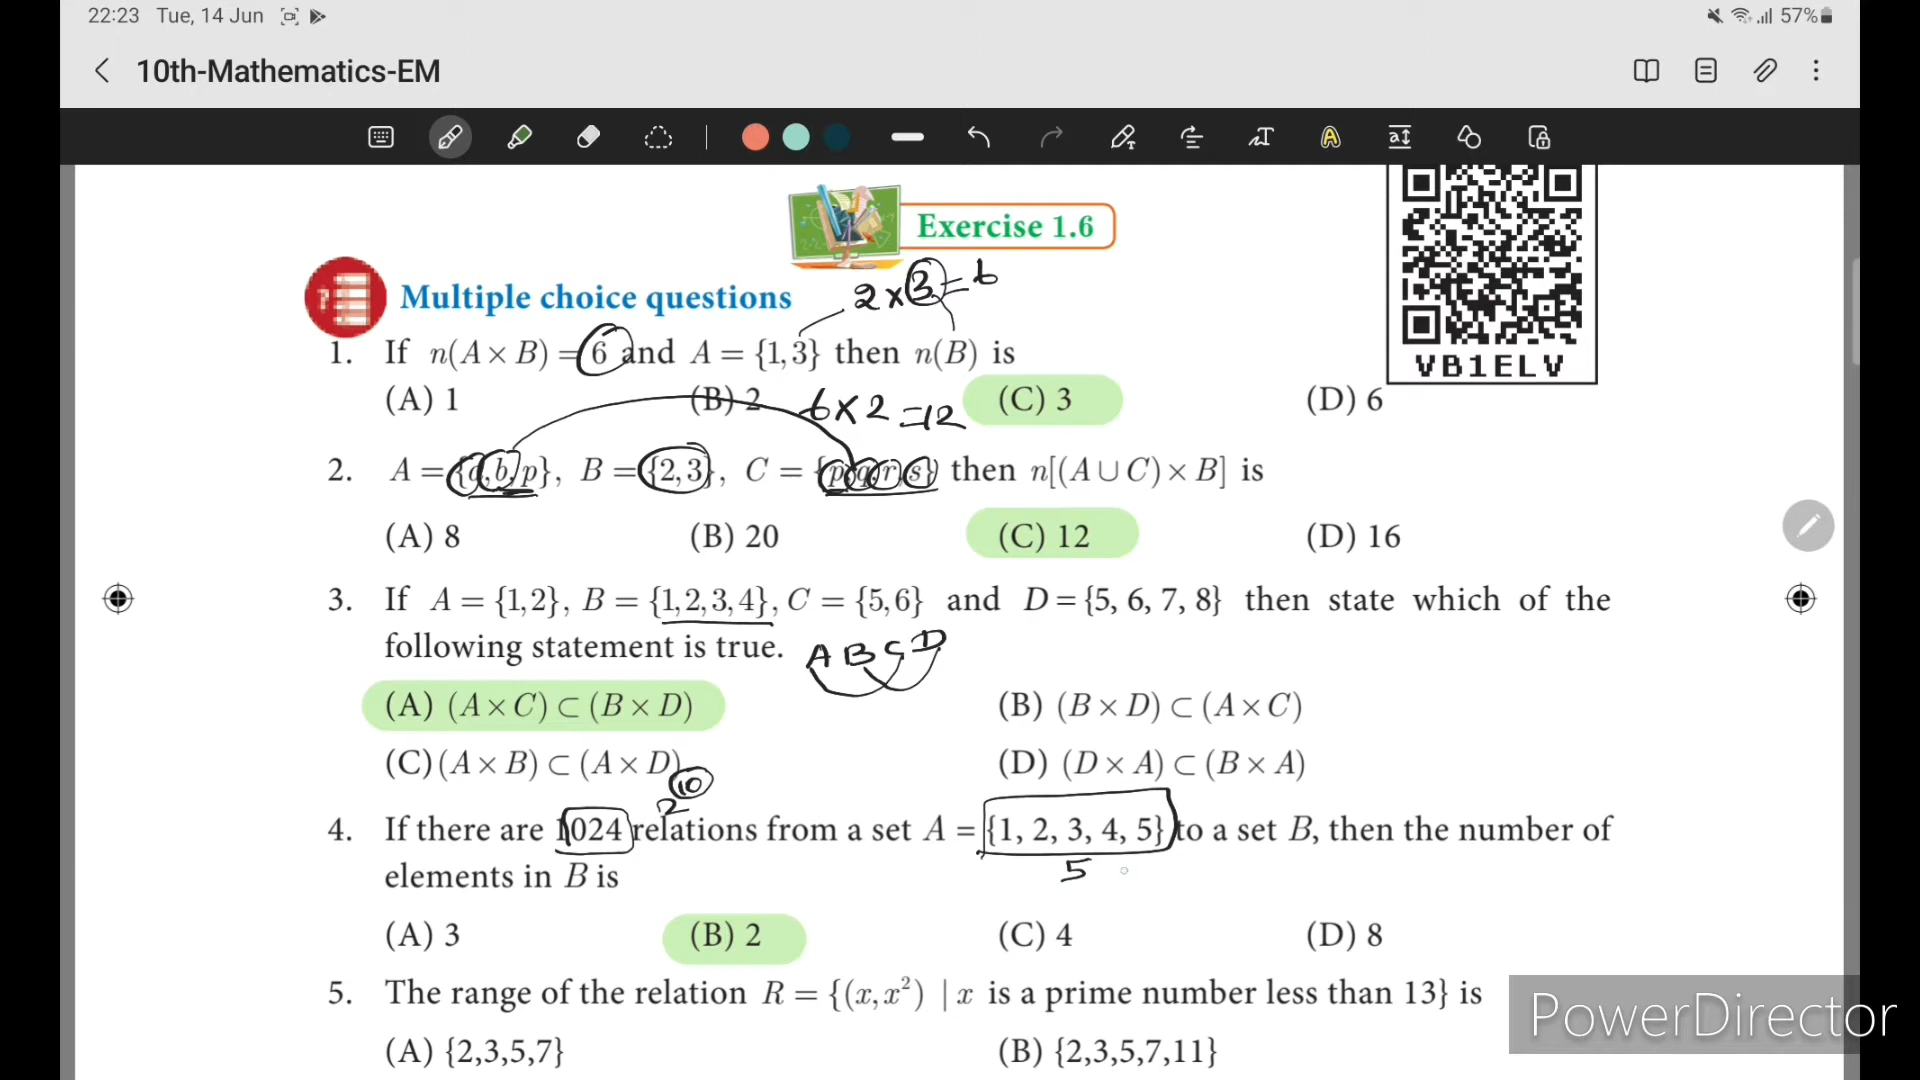 22:23 Tue, 14 Jun 57%
10th-Mathematics-EM
Exercise 1.6
2 × 3 = 6
Multiple choice questions
VB1ELV
1. If n(A × B) = 6 and A = {1, 3} then n(B) is
(A) 1 (B) 2 (C) 3 (D) 6
6 × 2 = 12
2. A = {a, b, p}, B = {2, 3}, C = {p, q, r, s} then n[(A ∪ C) × B] is
(A) 8 (B) 20 (C) 12 (D) 16
3. If A = {1,2}, B = {1,2,3,4}, C = {5,6} and D = {5, 6, 7, 8} then state which of the
following statement is true. A B C D
(A) (A × C) ⊂ (B × D) (B) (B × D) ⊂ (A × C)
(C) (A × B) ⊂ (A × D) (D) (D × A) ⊂ (B × A)
2¹⁰
4. If there are 1024 relations from a set A = {1, 2, 3, 4, 5} to a set B, then the number of
elements in B is 5
(A) 3 (B) 2 (C) 4 (D) 8
5. The range of the relation R = {(x, x²) | x is a prime number less than 13} is
(A) {2,3,5,7} (B) {2,3,5,7,11}
PowerDirector